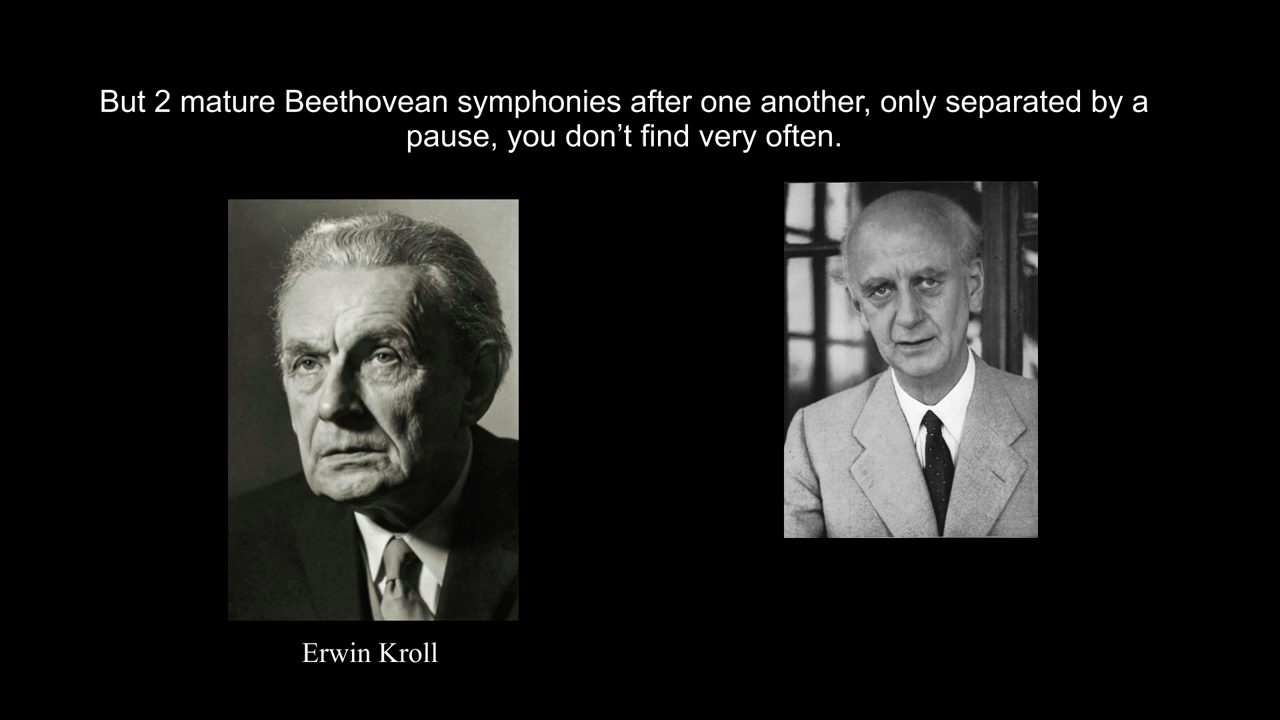 But 2 mature Beethovean symphonies after one another, only separated by a
pause, you don’t find very often.
Erwin Kroll